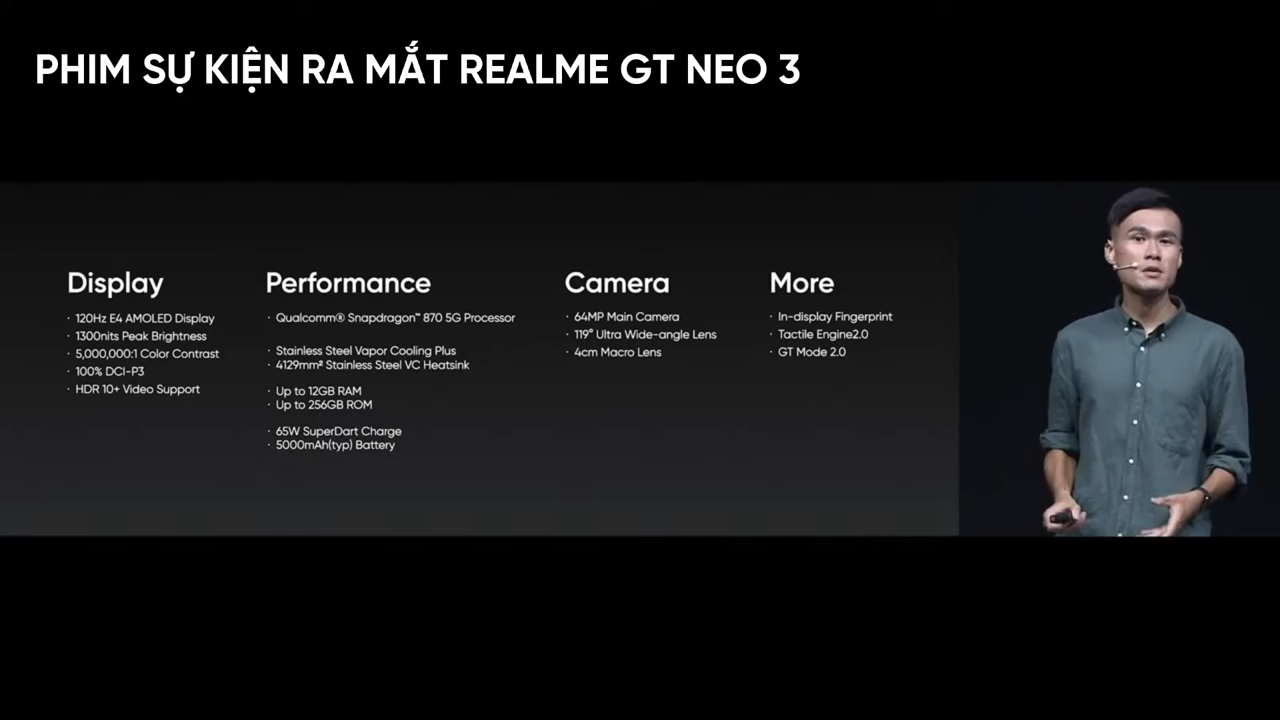 PHIM SỰ KIỆN RA MẮT REALME GT NEO 3
Display
· 120Hz E4 AMOLED Display
· 1300nits Peak Brightness
· 5,000,000:1 Color Contrast
· 100% DCI-P3
· HDR 10+ Video Support
Performance
· Qualcomm® Snapdragon™ 870 5G Processor
· Stainless Steel Vapor Cooling Plus
· 4129mm² Stainless Steel VC Heatsink
· Up to 12GB RAM
· Up to 256GB ROM
· 65W SuperDart Charge
· 5000mAh(typ) Battery
Camera
· 64MP Main Camera
· 119° Ultra Wide-angle Lens
· 4cm Macro Lens
More
· In-display Fingerprint
· Tactile Engine2.0
· GT Mode 2.0